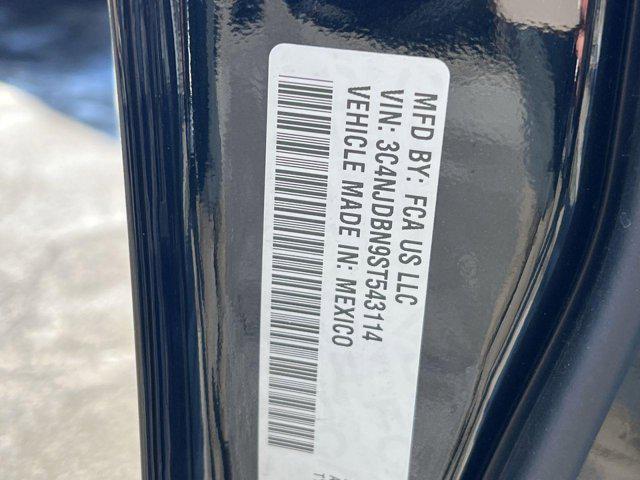 MFD BY: FCA US LLC
VIN: 3C4NJDBN9ST543114
VEHICLE MADE IN: MEXICO